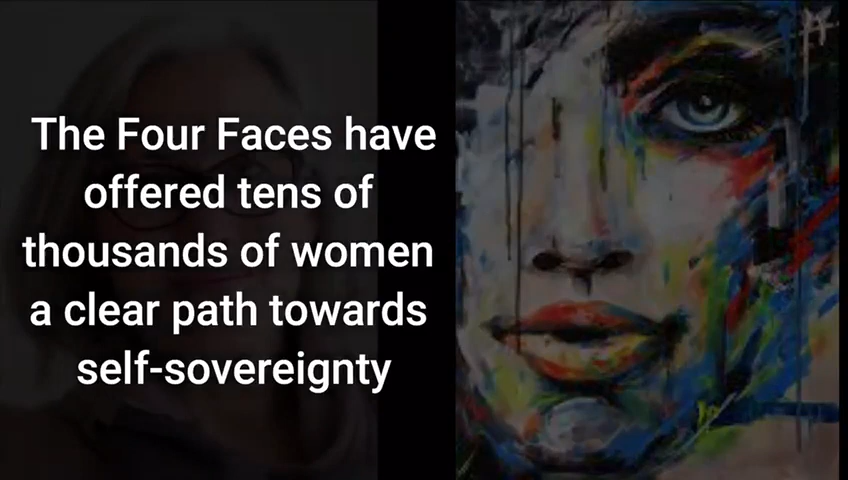 The Four Faces have
offered tens of
thousands of women
a clear path towards
self-sovereignty